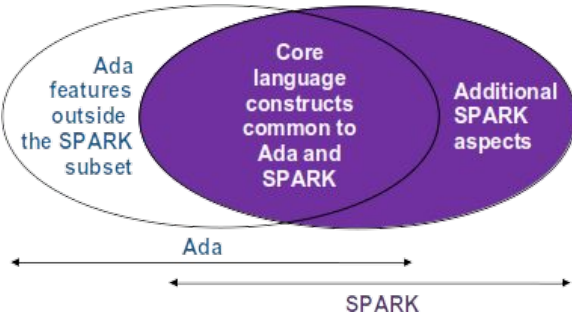 Ada
features
outside
the SPARK
subset
Core
language
constructs
common to
Ada and
SPARK
Additional
SPARK
aspects
Ada
SPARK